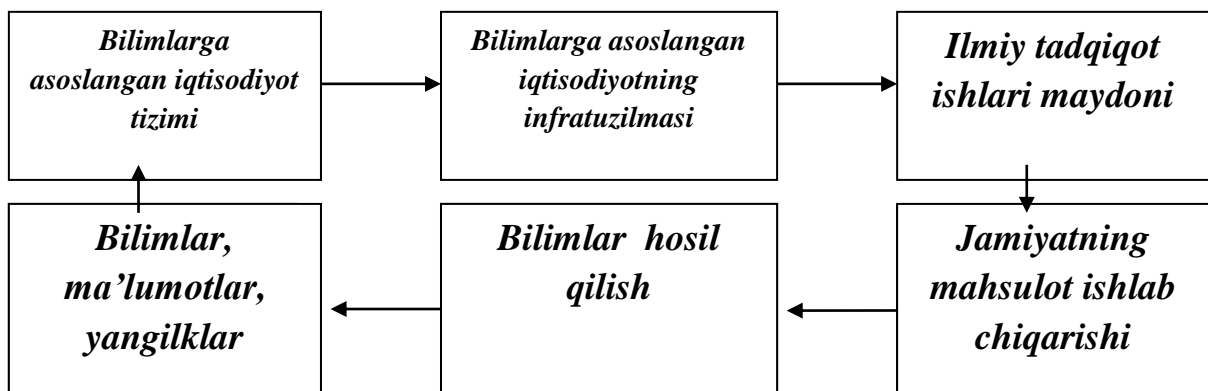 Bilimlarga
asoslangan iqtisodiyot
tizimi
Bilimlarga asoslangan
iqtisodiyotning
infratuzilmasi
Ilmiy tadqiqot
ishlari maydoni
Bilimlar,
ma’lumotlar,
yangilklar
Bilimlar hosil
qilish
Jamiyatning
mahsulot ishlab
chiqarishi